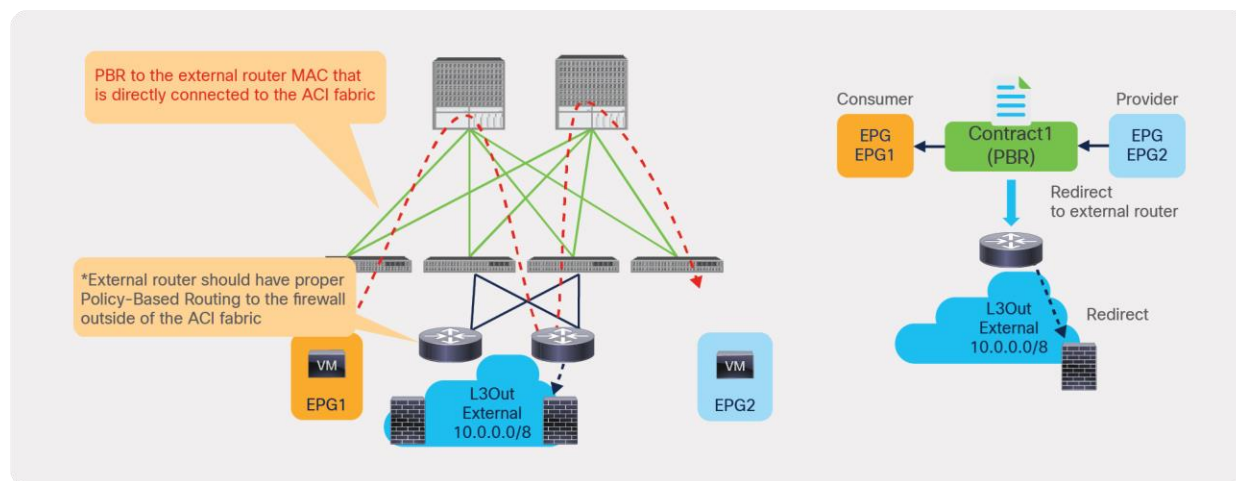 PBR to the external router MAC that
is directly connected to the ACI fabric
*External router should have proper
Policy-Based Routing to the firewall
outside of the ACI fabric
VM
EPG1
L3Out
External
10.0.0.0/8
VM
EPG2
Consumer
Provider
EPG
EPG1
Contract1
(PBR)
EPG
EPG2
Redirect
to external router
L3Out
External
10.0.0.0/8
Redirect